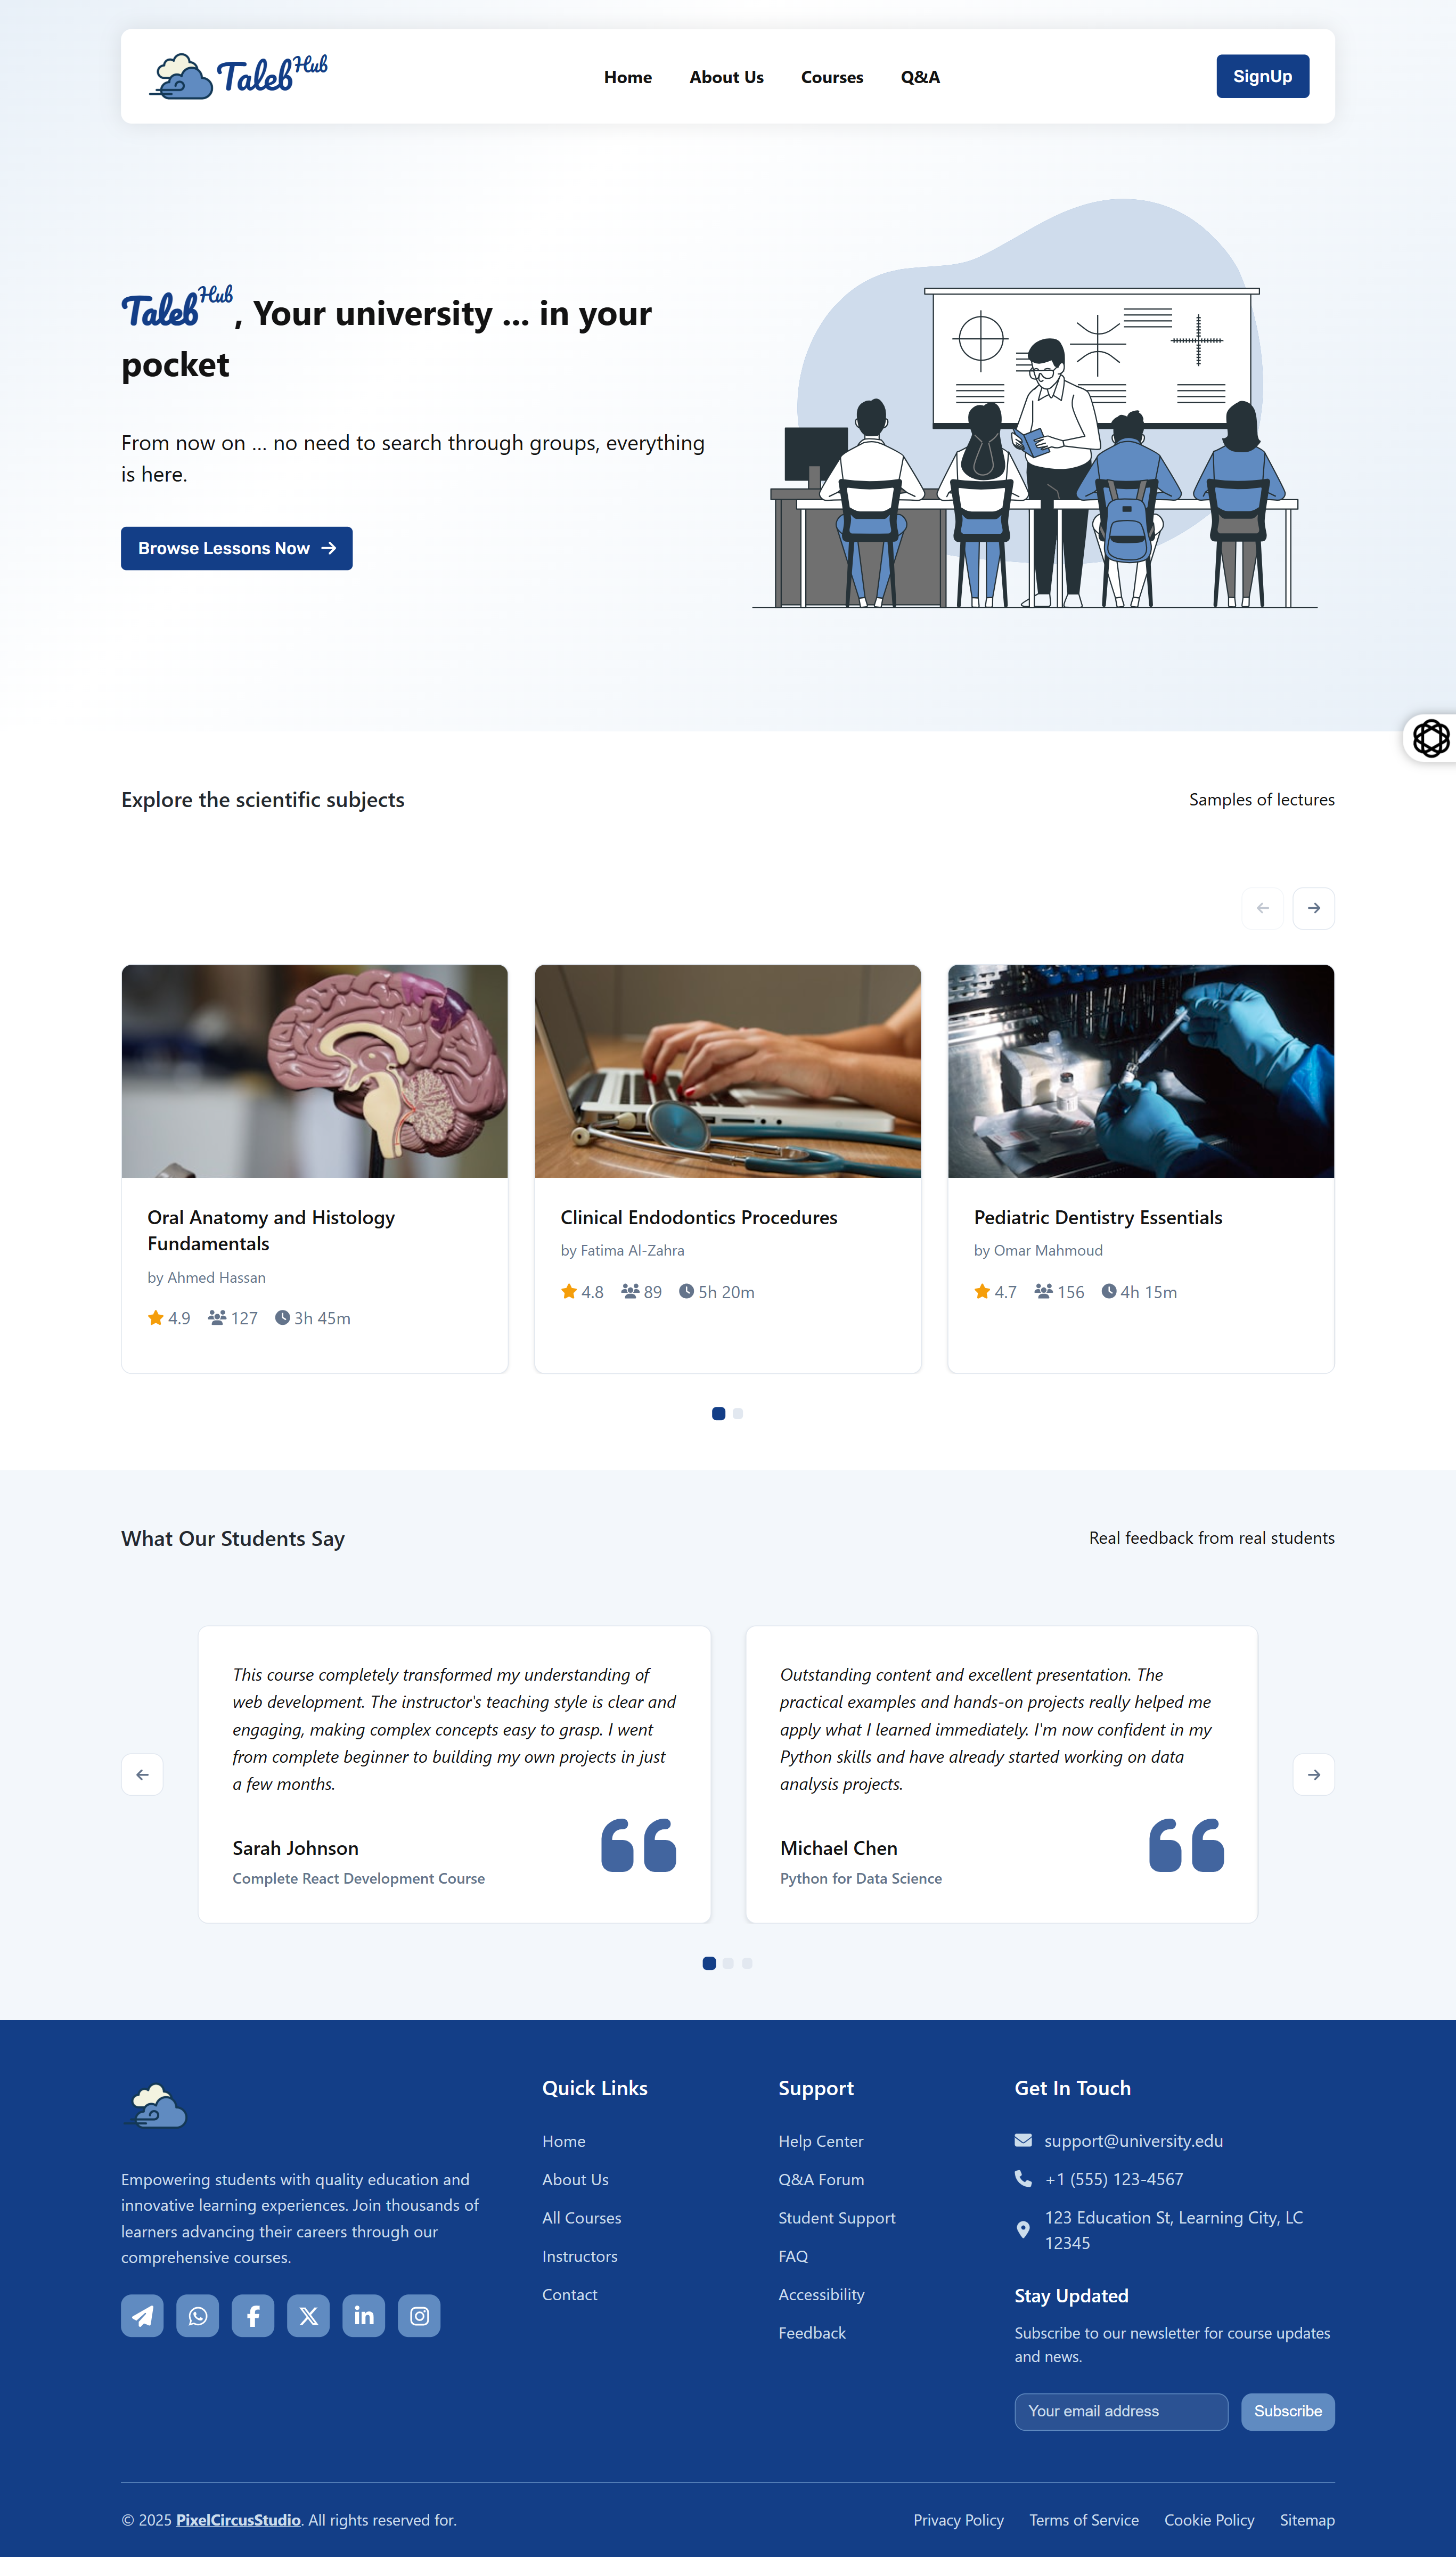 Taleb Hub
Home
About Us
Courses
Q&A
SignUp
Taleb Hub, Your university ... in your
pocket
From now on ... no need to search through groups, everything
is here.
Browse Lessons Now
Explore the scientific subjects
Samples of lectures
Oral Anatomy and Histology
Fundamentals
by Ahmed Hassan
4.9 127 3h 45m
Clinical Endodontics Procedures
by Fatima Al-Zahra
4.8 89 5h 20m
Pediatric Dentistry Essentials
by Omar Mahmoud
4.7 156 4h 15m
What Our Students Say
Real feedback from real students
This course completely transformed my understanding of
web development. The instructor's teaching style is clear and
engaging, making complex concepts easy to grasp. I went
from complete beginner to building my own projects in just
a few months.
Sarah Johnson
Complete React Development Course
Outstanding content and excellent presentation. The
practical examples and hands-on projects really helped me
apply what I learned immediately. I'm now confident in my
Python skills and have already started working on data
analysis projects.
Michael Chen
Python for Data Science
Empowering students with quality education and
innovative learning experiences. Join thousands of
learners advancing their careers through our
comprehensive courses.
Quick Links
Home
About Us
All Courses
Instructors
Contact
Support
Help Center
Q&A Forum
Student Support
FAQ
Accessibility
Feedback
Get In Touch
support@university.edu
+1 (555) 123-4567
123 Education St, Learning City, LC
12345
Stay Updated
Subscribe to our newsletter for course updates
and news.
Your email address
Subscribe
© 2025 PixelCircusStudio. All rights reserved for.
Privacy Policy
Terms of Service
Cookie Policy
Sitemap